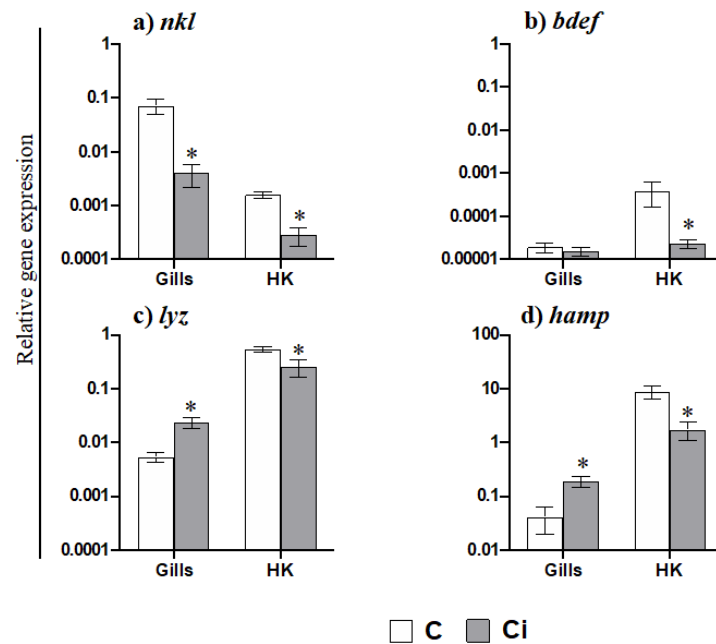 Relative gene expression
a) nkl
1
0.1
0.01
0.001
0.0001
*
*
Gills HK
b) bdef
1
0.1
0.01
0.001
0.0001
0.00001
*
Gills HK
c) lyz
1
0.1
0.01
0.001
0.0001
*
*
Gills HK
d) hamp
100
10
1
0.1
0.01
*
*
Gills HK
C Ci